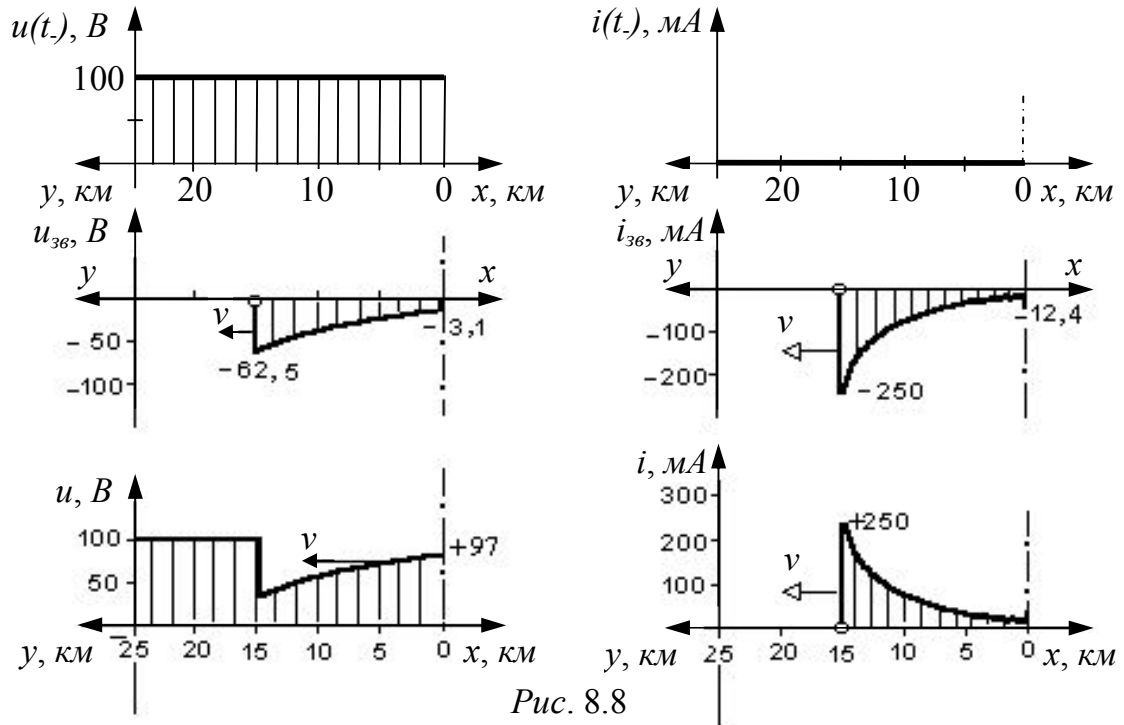 u(t₋), В
100
y, км 20 10 0 x, км
i(t₋), мА
y, км 20 10 0 x, км
uзв, В
y x
v
– 50
–100
–3,1
–62,5
iзв, мА
y x
v
–100
–200
–12,4
–250
u, В
100
50
v
+97
y, км 25 20 15 10 5 0 x, км
i, мА
300
200
100
+250
v
y, км 25 20 15 10 5 0 x, км
Рис. 8.8